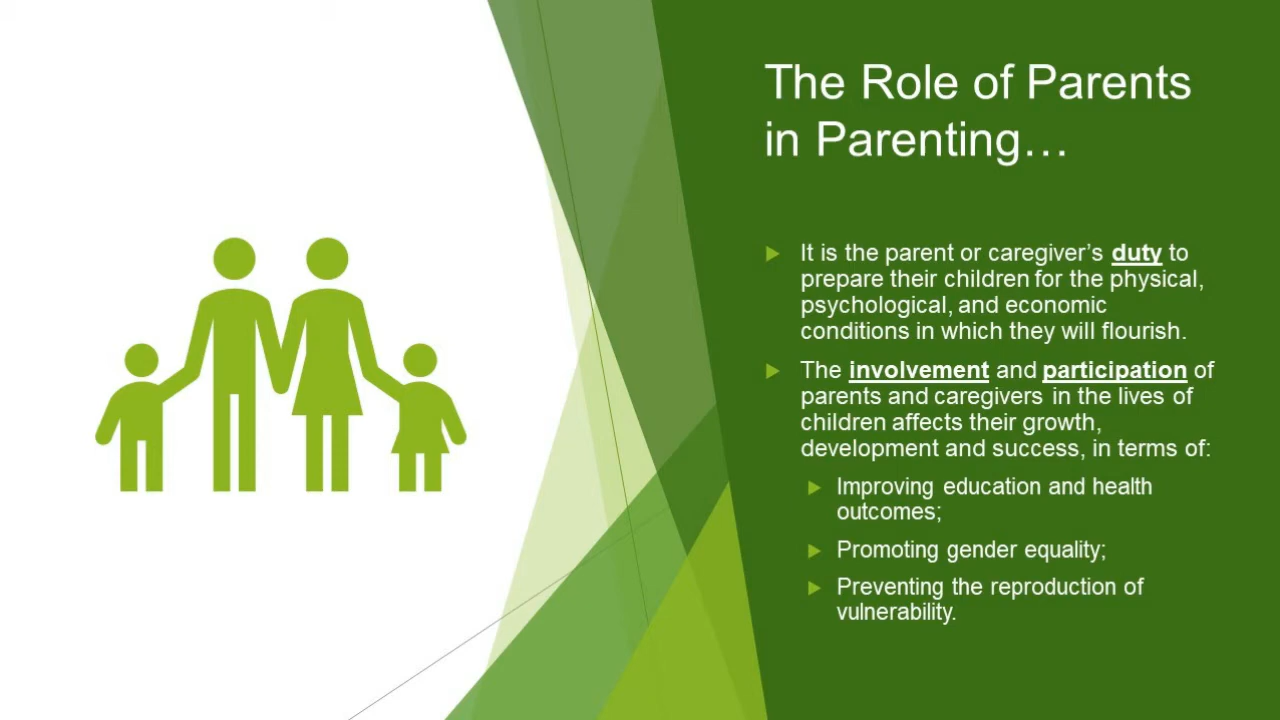 The Role of Parents
in Parenting…
It is the parent or caregiver’s duty to
prepare their children for the physical,
psychological, and economic
conditions in which they will flourish.
The involvement and participation of
parents and caregivers in the lives of
children affects their growth,
development and success, in terms of:
Improving education and health
outcomes;
Promoting gender equality;
Preventing the reproduction of
vulnerability.